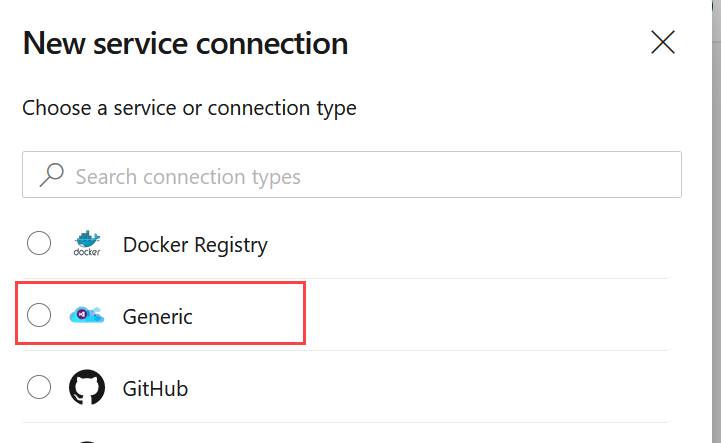 New service connection
Choose a service or connection type
Search connection types
docker
Docker Registry
Generic
GitHub